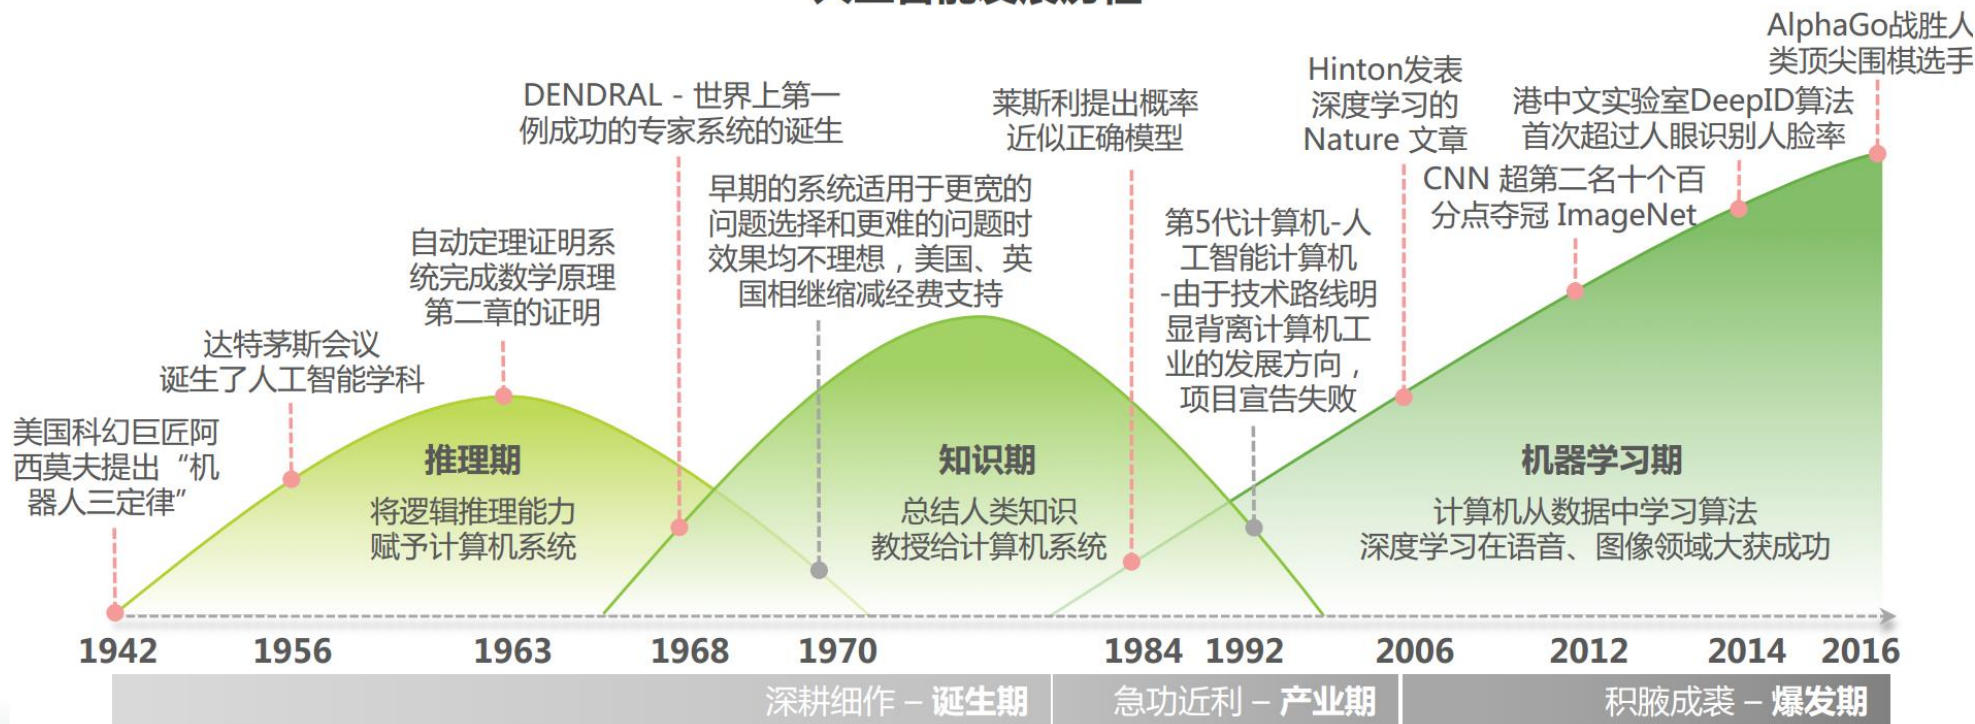 美国科幻巨匠阿
西莫夫提出“机
器人三定律”
达特茅斯会议
诞生了人工智能学科
自动定理证明系
统完成数学原理
第二章的证明
DENDRAL - 世界上第一
例成功的专家系统的诞生
早期的系统适用于更宽的
问题选择和更难的问题时
效果均不理想，美国、英
国相继缩减经费支持
莱斯利提出概率
近似正确模型
第5代计算机-人
工智能计算机
-由于技术路线明
显背离计算机工
业的发展方向，
项目宣告失败
Hinton发表
深度学习的
Nature 文章
CNN 超第二名十个百
分点夺冠 ImageNet
港中文实验室DeepID算法
首次超过人眼识别人脸率
AlphaGo战胜人
类顶尖围棋选手
推理期
将逻辑推理能力
赋予计算机系统
知识期
总结人类知识
教授给计算机系统
机器学习期
计算机从数据中学习算法
深度学习在语音、图像领域大获成功
1942 1956 1963 1968 1970 1984 1992 2006 2012 2014 2016
深耕细作 – 诞生期 急功近利 – 产业期 积腋成裘 – 爆发期